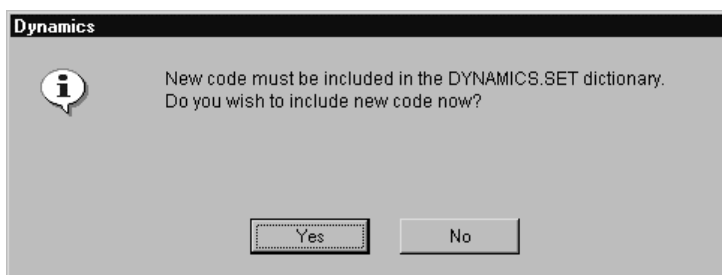 Dynamics
New code must be included in the DYNAMICS.SET dictionary.
Do you wish to include new code now?
Yes
No